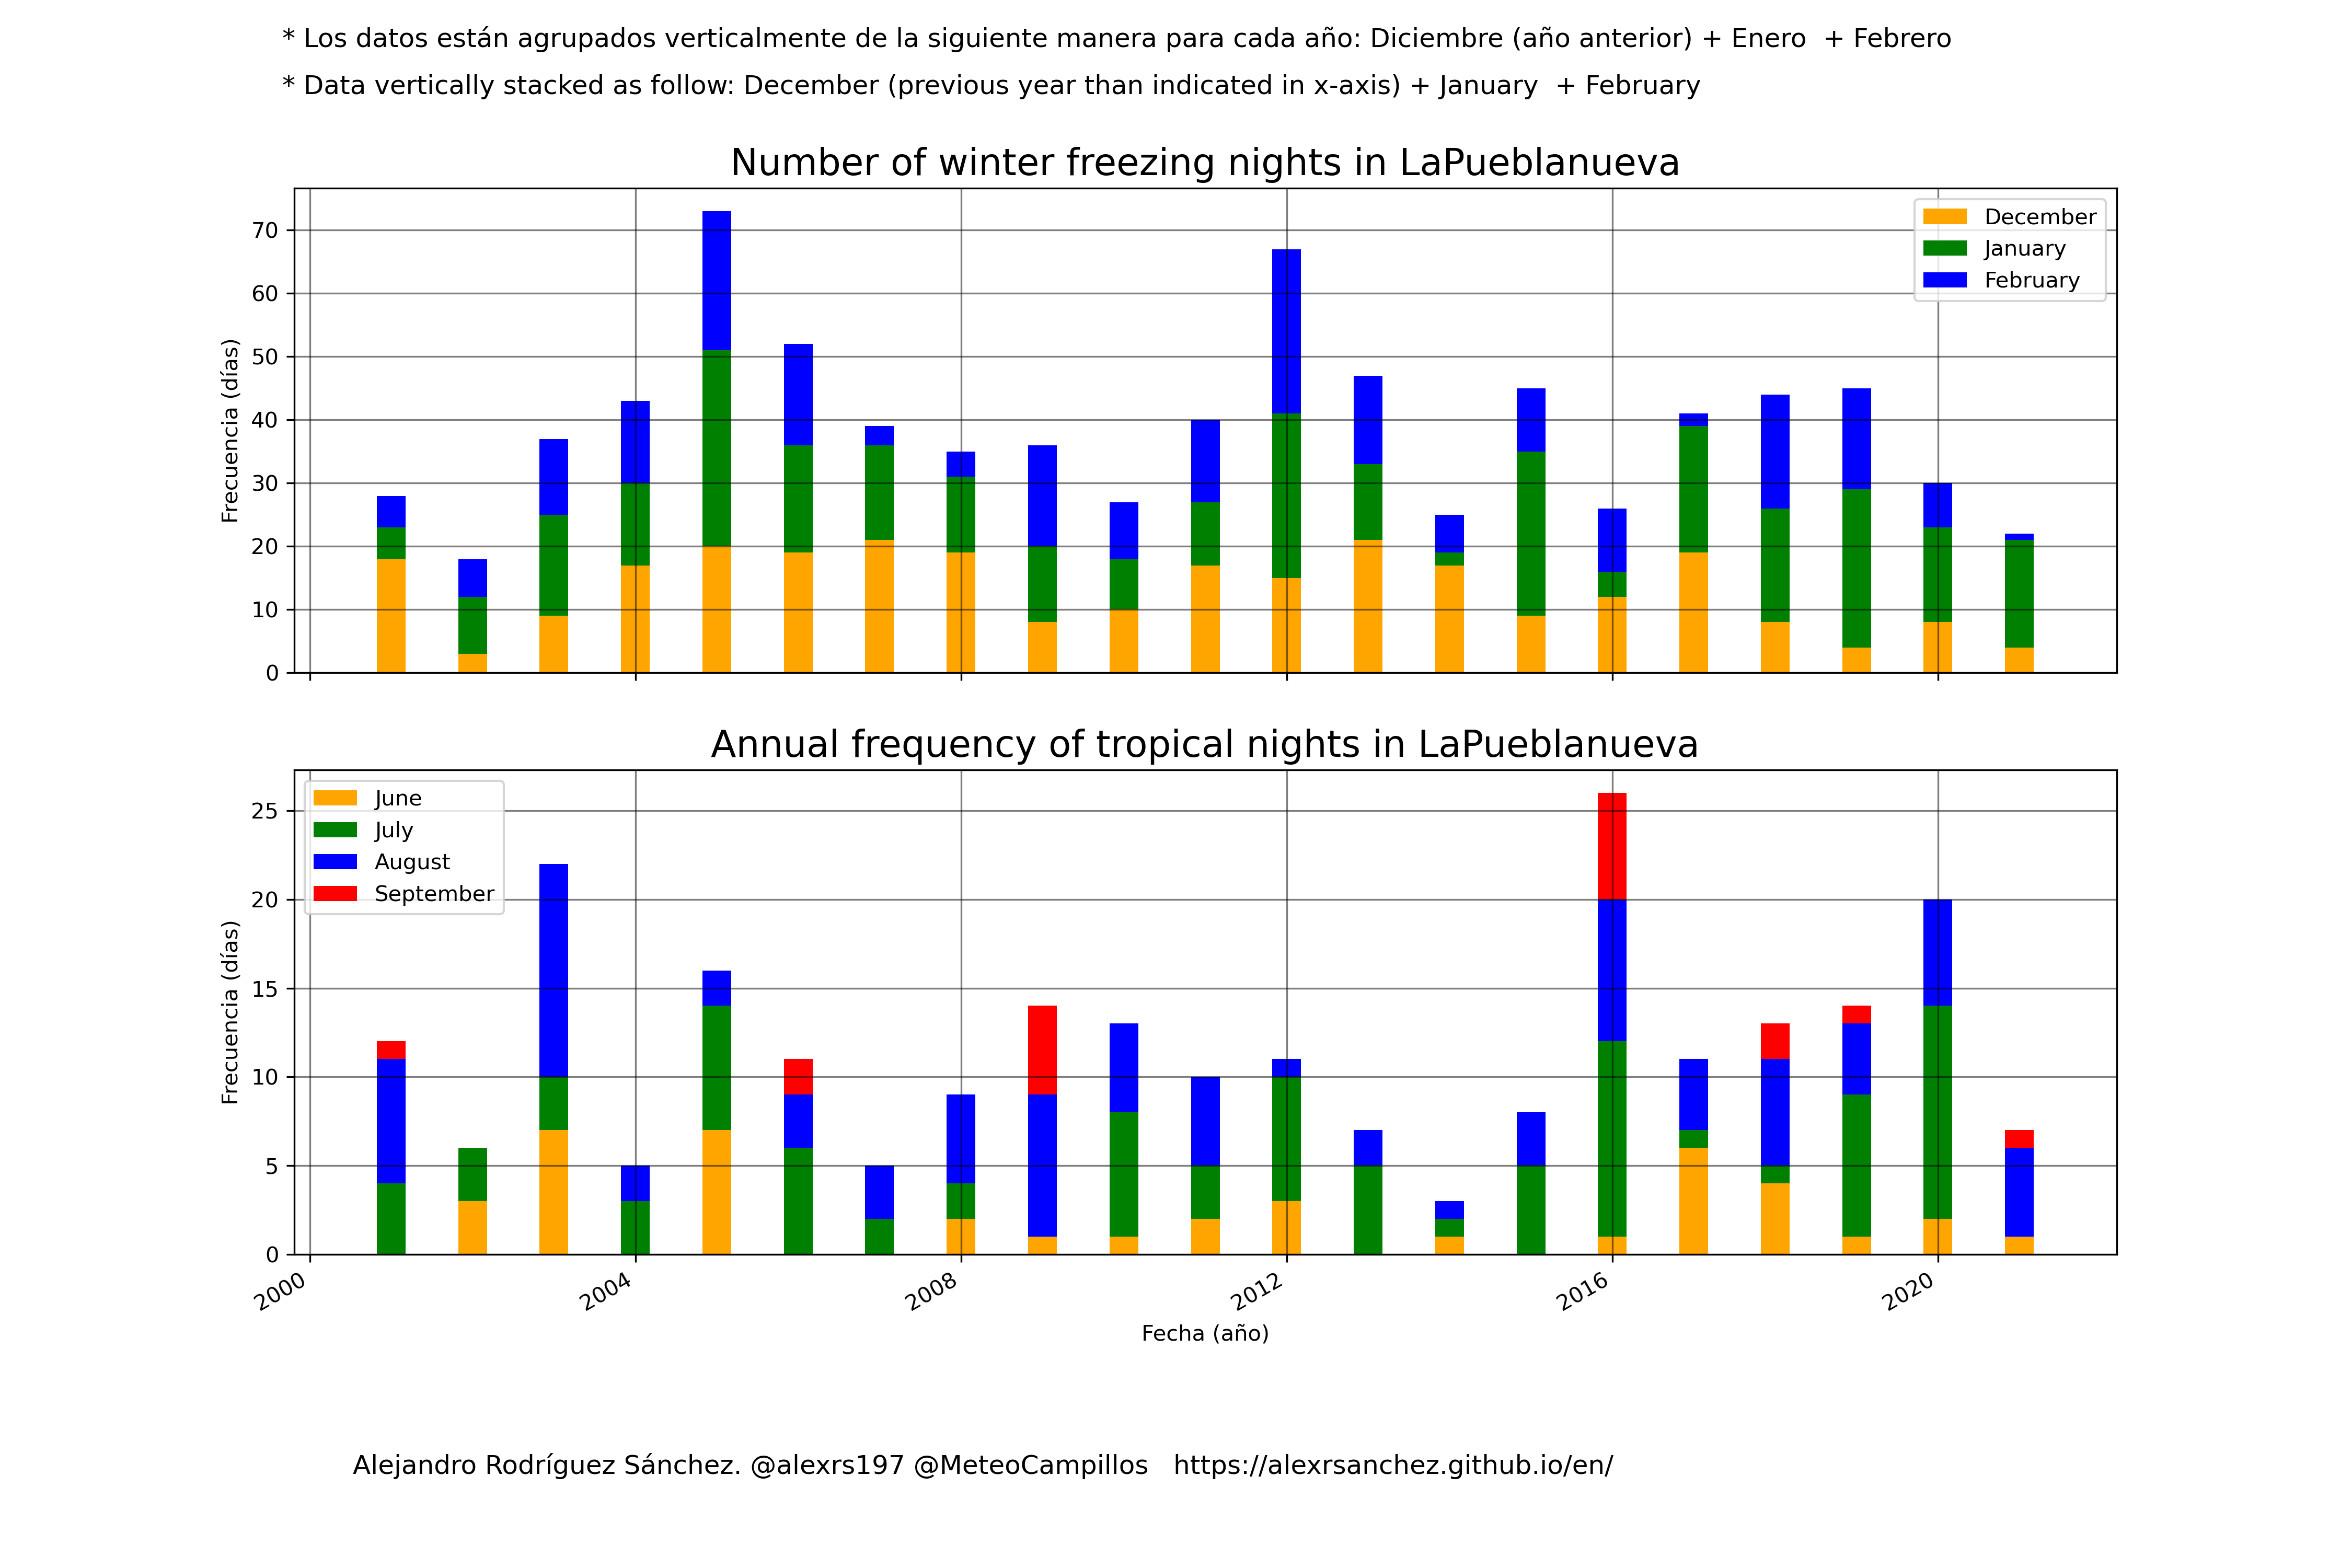 * Los datos están agrupados verticalmente de la siguiente manera para cada año: Diciembre (año anterior) + Enero  + Febrero
* Data vertically stacked as follow: December (previous year than indicated in x-axis) + January  + February
Number of winter freezing nights in LaPueblanueva
70
60
50
40
30
20
10
0
Frecuencia (días)
December
January
February
Annual frequency of tropical nights in LaPueblanueva
25
20
15
10
5
0
Frecuencia (días)
June
July
August
September
2000
2004
2008
2012
2016
2020
Fecha (año)
Alejandro Rodríguez Sánchez. @alexrs197 @MeteoCampillos   https://alexrsanchez.github.io/en/